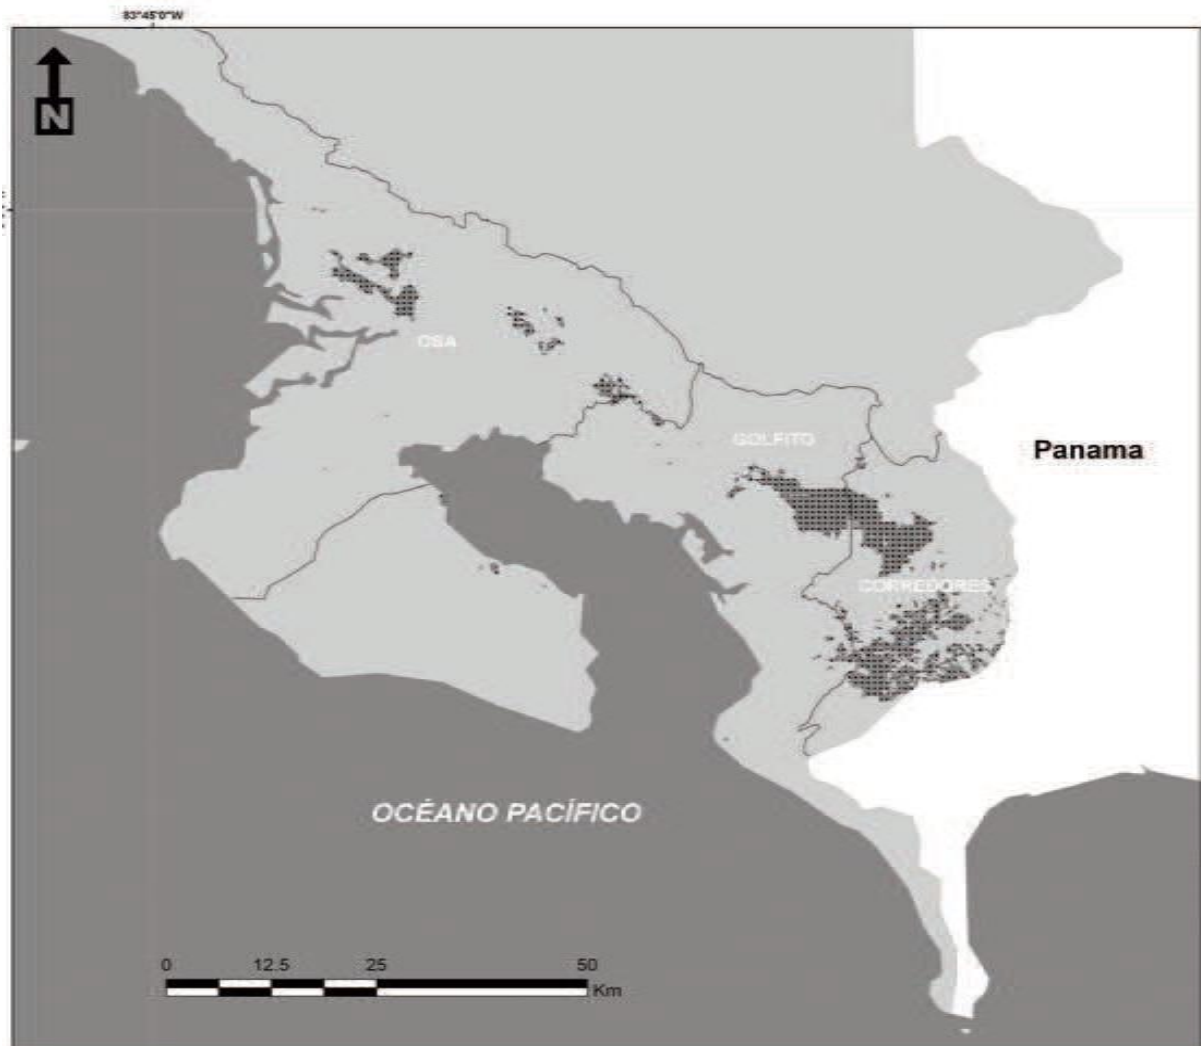 83°45'0"W
N
OSA
GOLFITO
Panama
CORREDORES
OCÉANO PACÍFICO
0 12.5 25 50
Km